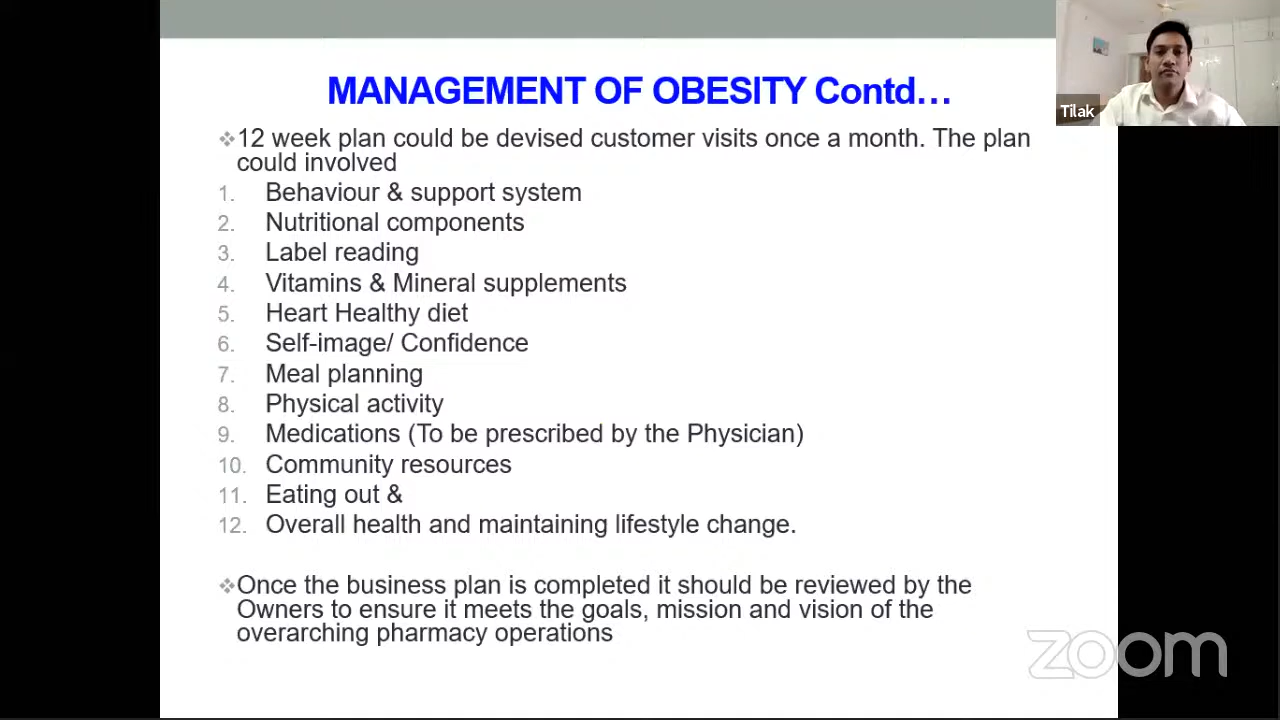 MANAGEMENT OF OBESITY Contd…
❖12 week plan could be devised customer visits once a month. The plan
could involved
1. Behaviour & support system
2. Nutritional components
3. Label reading
4. Vitamins & Mineral supplements
5. Heart Healthy diet
6. Self-image/ Confidence
7. Meal planning
8. Physical activity
9. Medications (To be prescribed by the Physician)
10. Community resources
11. Eating out &
12. Overall health and maintaining lifestyle change.
❖Once the business plan is completed it should be reviewed by the
Owners to ensure it meets the goals, mission and vision of the
overarching pharmacy operations
Tilak
zoom